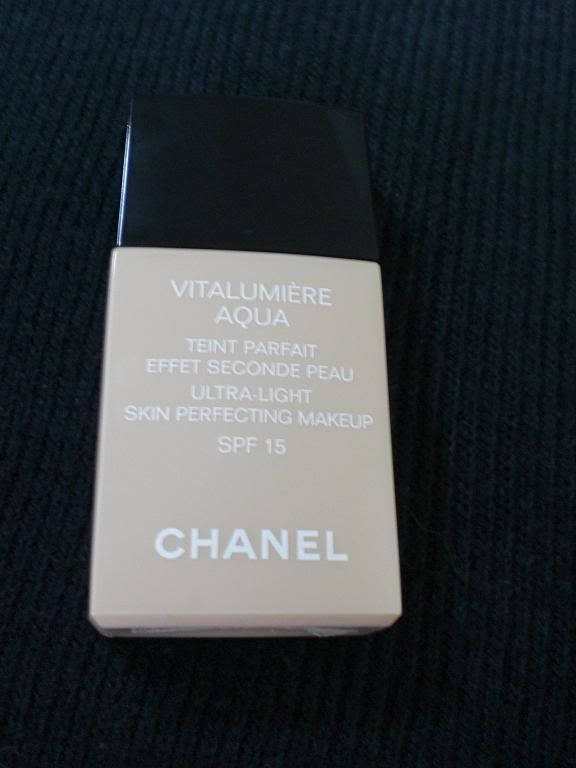 VITALUMIÈRE
AQUA
TEINT PARFAIT
EFFET SECONDE PEAU
ULTRA-LIGHT
SKIN PERFECTING MAKEUP
SPF 15
CHANEL